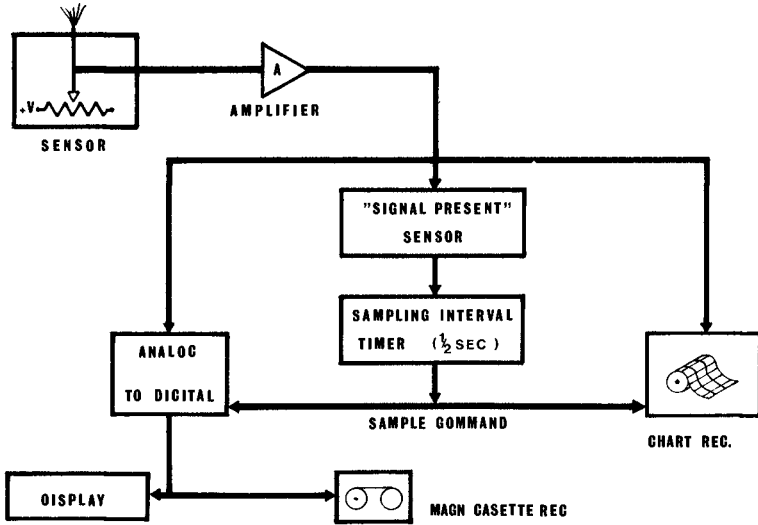 A
AMPLIFIER
+V
SENSOR
"SIGNAL PRESENT"
SENSOR
SAMPLING INTERVAL
TIMER (½ SEC)
ANALOG
TO DIGITAL
SAMPLE GOMMAND
CHART REC.
OISPLAY
MAGN CASETTE REC